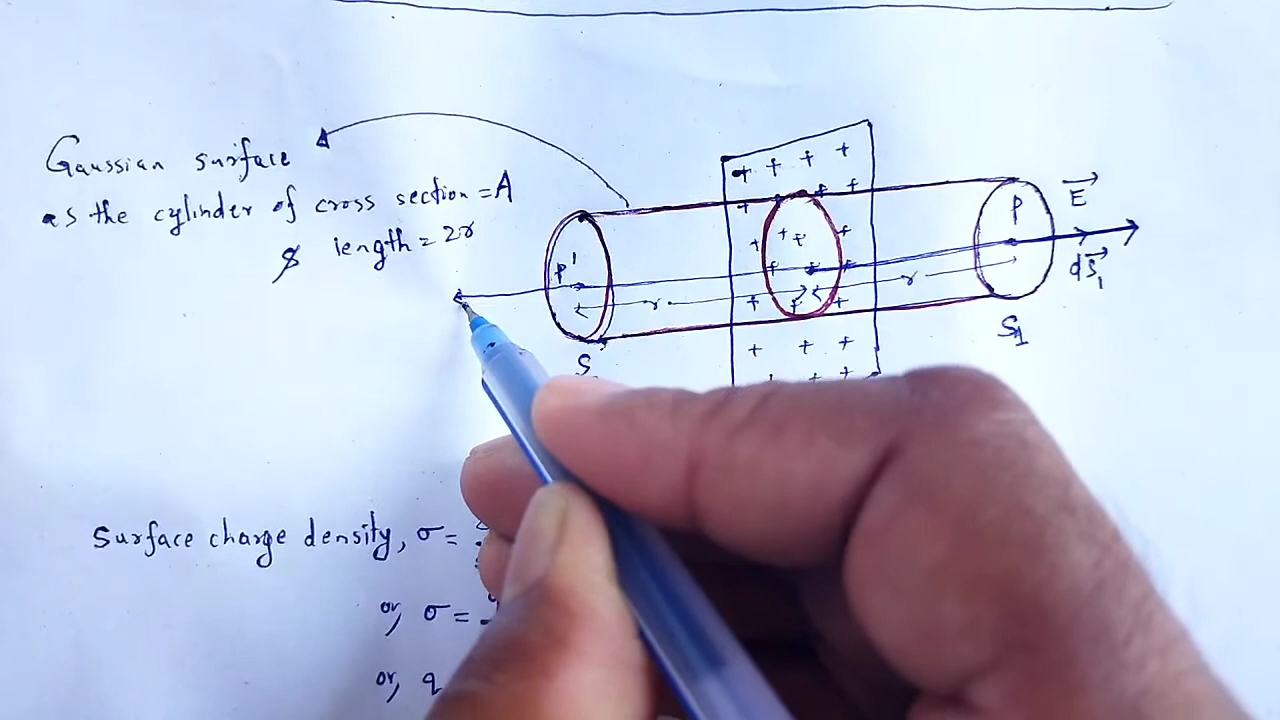 Gaussian surface
as the cylinder of cross section = A
& length = 2r
E
P
dS₁
P'
r
r
S₁
S
Surface charge density, σ =
or, σ =
or, q